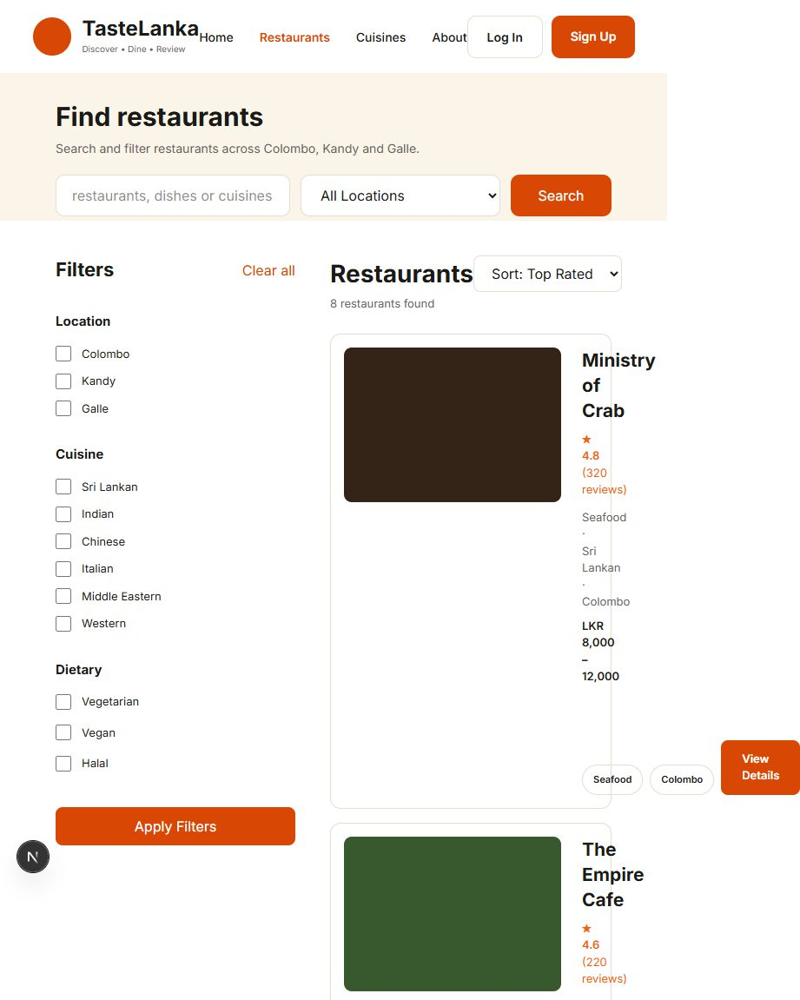 TasteLanka
Discover • Dine • Review
Home
Restaurants
Cuisines
About
Log In
Sign Up
Find restaurants
Search and filter restaurants across Colombo, Kandy and Galle.
restaurants, dishes or cuisines
All Locations
Search
Filters
Clear all
Location
Colombo
Kandy
Galle
Cuisine
Sri Lankan
Indian
Chinese
Italian
Middle Eastern
Western
Dietary
Vegetarian
Vegan
Halal
Apply Filters
N
Restaurants
Sort: Top Rated
8 restaurants found
Ministry
of
Crab
★
4.8
(320
reviews)
Seafood
·
Sri
Lankan
·
Colombo
LKR
8,000
–
12,000
Seafood
Colombo
View
Details
The
Empire
Cafe
★
4.6
(220
reviews)